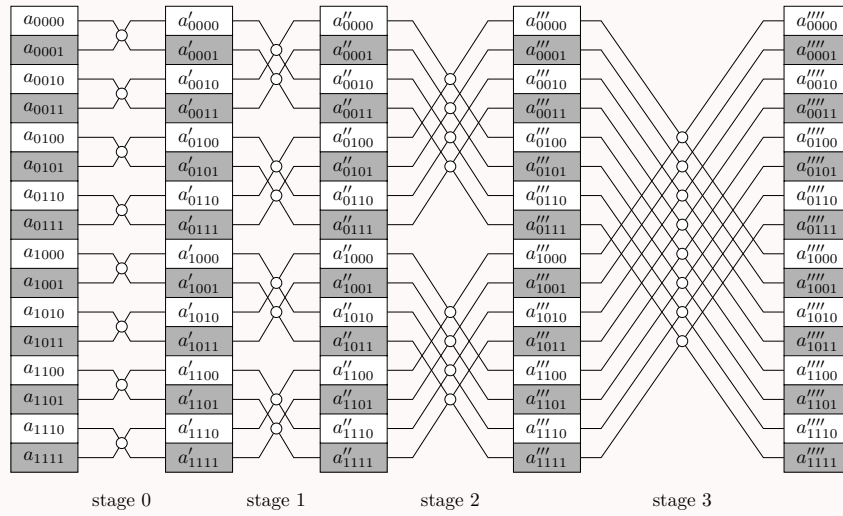 a₀₀₀₀ a′₀₀₀₀ a″₀₀₀₀ a‴₀₀₀₀ a⁗₀₀₀₀
a₀₀₀₁ a′₀₀₀₁ a″₀₀₀₁ a‴₀₀₀₁ a⁗₀₀₀₁
a₀₀₁₀ a′₀₀₁₀ a″₀₀₁₀ a‴₀₀₁₀ a⁗₀₀₁₀
a₀₀₁₁ a′₀₀₁₁ a″₀₀₁₁ a‴₀₀₁₁ a⁗₀₀₁₁
a₀₁₀₀ a′₀₁₀₀ a″₀₁₀₀ a‴₀₁₀₀ a⁗₀₁₀₀
a₀₁₀₁ a′₀₁₀₁ a″₀₁₀₁ a‴₀₁₀₁ a⁗₀₁₀₁
a₀₁₁₀ a′₀₁₁₀ a″₀₁₁₀ a‴₀₁₁₀ a⁗₀₁₁₀
a₀₁₁₁ a′₀₁₁₁ a″₀₁₁₁ a‴₀₁₁₁ a⁗₀₁₁₁
a₁₀₀₀ a′₁₀₀₀ a″₁₀₀₀ a‴₁₀₀₀ a⁗₁₀₀₀
a₁₀₀₁ a′₁₀₀₁ a″₁₀₀₁ a‴₁₀₀₁ a⁗₁₀₀₁
a₁₀₁₀ a′₁₀₁₀ a″₁₀₁₀ a‴₁₀₁₀ a⁗₁₀₁₀
a₁₀₁₁ a′₁₀₁₁ a″₁₀₁₁ a‴₁₀₁₁ a⁗₁₀₁₁
a₁₁₀₀ a′₁₁₀₀ a″₁₁₀₀ a‴₁₁₀₀ a⁗₁₁₀₀
a₁₁₀₁ a′₁₁₀₁ a″₁₁₀₁ a‴₁₁₀₁ a⁗₁₁₀₁
a₁₁₁₀ a′₁₁₁₀ a″₁₁₁₀ a‴₁₁₁₀ a⁗₁₁₁₀
a₁₁₁₁ a′₁₁₁₁ a″₁₁₁₁ a‴₁₁₁₁ a⁗₁₁₁₁
stage 0 stage 1 stage 2 stage 3